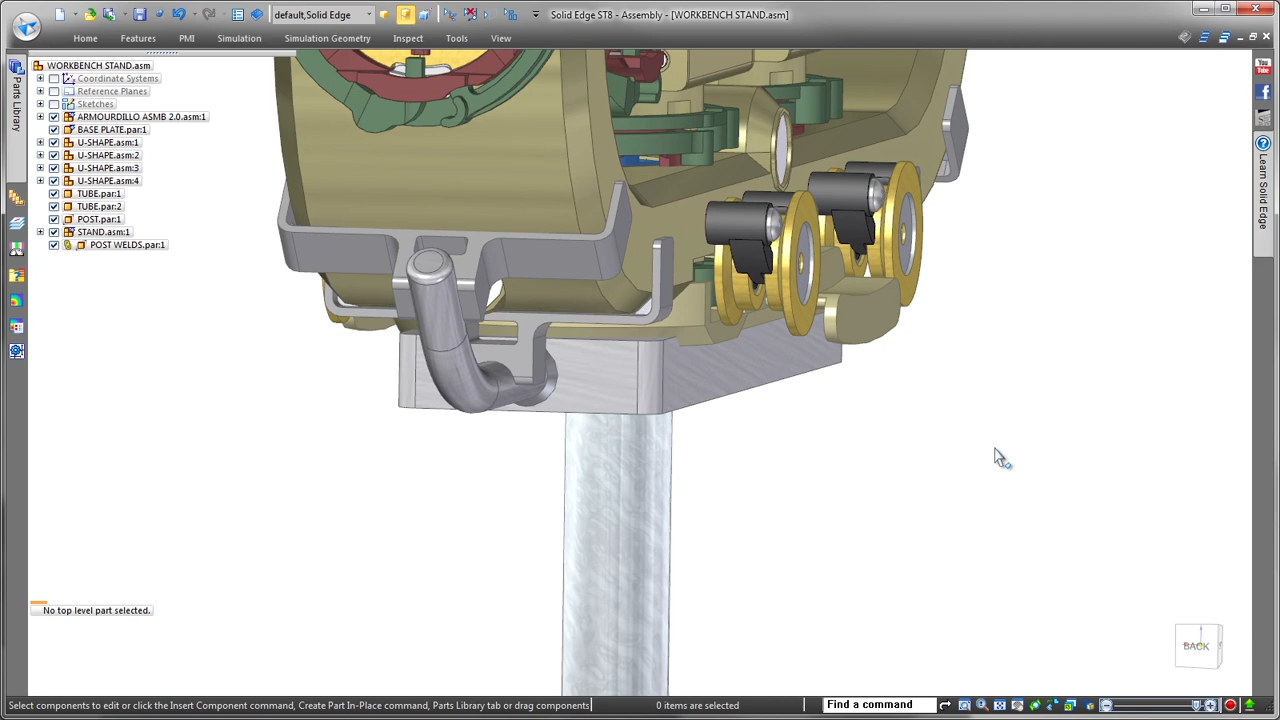 default,Solid Edge
Solid Edge ST8 - Assembly - [WORKBENCH STAND.asm]
Home Features PMI Simulation Simulation Geometry Inspect Tools View
Parts Library
WORKBENCH STAND.asm
Coordinate Systems
Reference Planes
Sketches
ARMOURDILLO ASMB 2.0.asm:1
BASE PLATE.par:1
U-SHAPE.asm:1
U-SHAPE.asm:2
U-SHAPE.asm:3
U-SHAPE.asm:4
TUBE.par:1
TUBE.par:2
POST.par:1
STAND.asm:1
POST WELDS.par:1
No top level part selected.
You
Tube
f
Learn Solid Edge
BACK
Select components to edit or click the Insert Component command, Create Part In-Place command, Parts Library tab or drag components
0 items are selected
Find a command